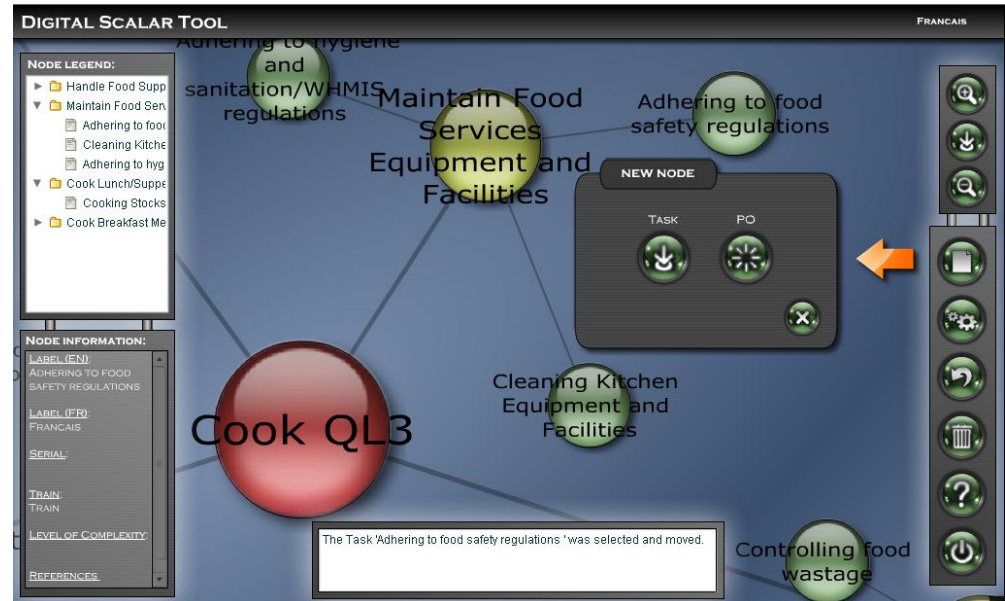 DIGITAL SCALAR TOOL
FRANCAIS
NODE LEGEND:
Handle Food Supp
Maintain Food Serv
Adhering to food
Cleaning Kitche
Adhering to hyg
Cook Lunch/Suppe
Cooking Stocks
Cook Breakfast Me
NODE INFORMATION:
LABEL (EN):
ADHERING TO FOOD
SAFETY REGULATIONS
LABEL (FR):
FRANCAIS
SERIAL:
TRAIN:
TRAIN
LEVEL OF COMPLEXITY:
REFERENCES
Adhering to hygiene
and
sanitation/WHMIS
regulations
Maintain Food
Services
Equipment and
Facilities
Adhering to food
safety regulations
NEW NODE
TASK
PO
Cleaning Kitchen
Equipment and
Facilities
Cook QL3
The Task 'Adhering to food safety regulations ' was selected and moved.
Controlling food
wastage